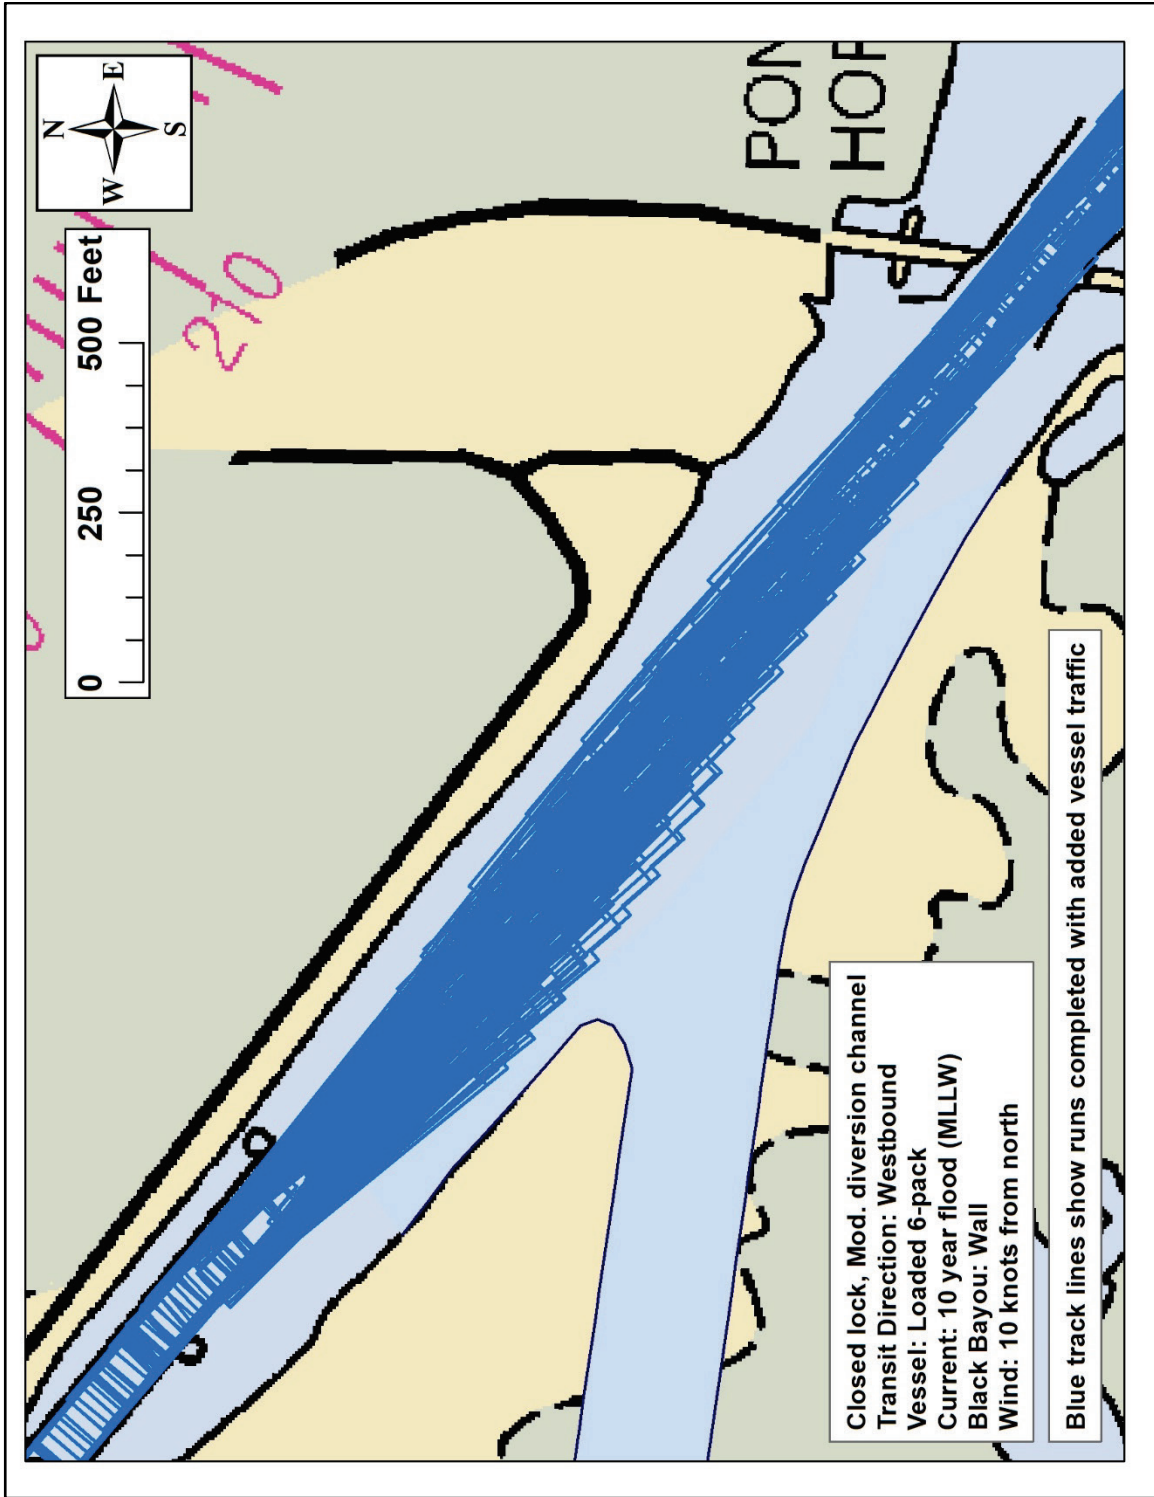 N
W
E
S
0 250 500 Feet
210
PON
HOR
Closed lock, Mod. diversion channel
Transit Direction: Westbound
Vessel: Loaded 6-pack
Current: 10 year flood (MLLW)
Black Bayou: Wall
Wind: 10 knots from north
Blue track lines show runs completed with added vessel traffic